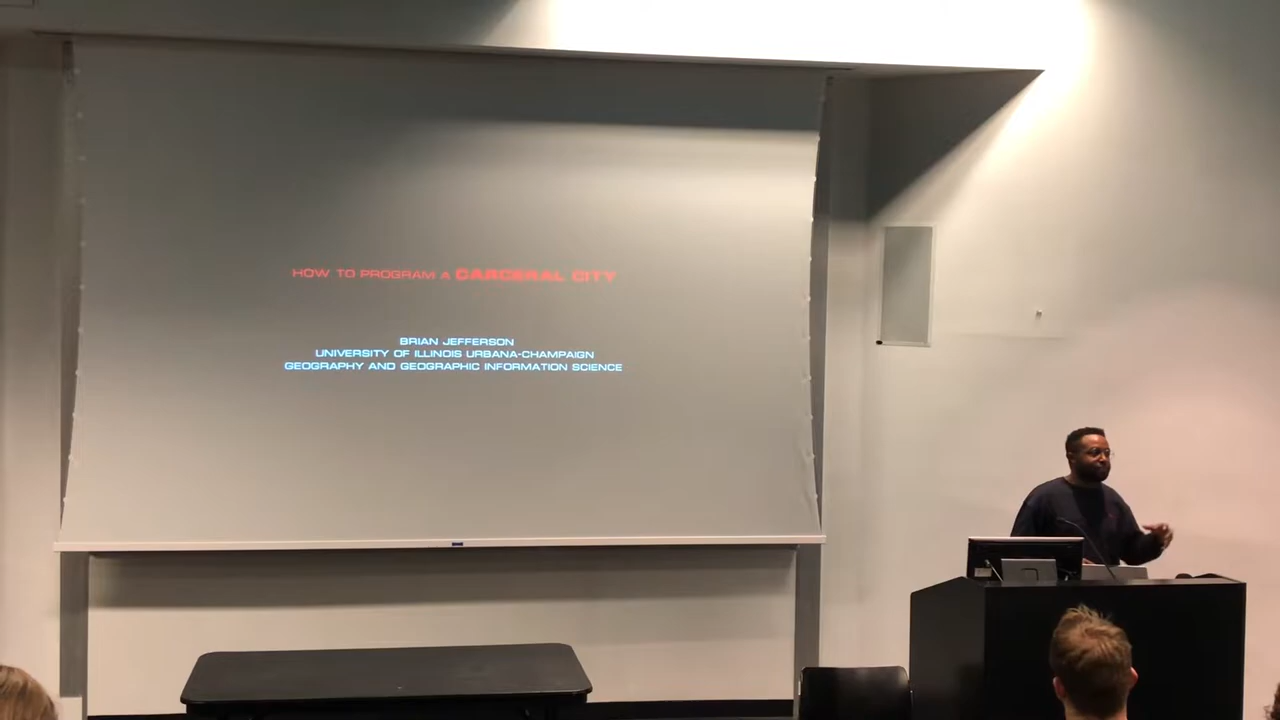 HOW TO PROGRAM A CARCERAL CITY
BRIAN JEFFERSON
UNIVERSITY OF ILLINOIS URBANA-CHAMPAIGN
GEOGRAPHY AND GEOGRAPHIC INFORMATION SCIENCE